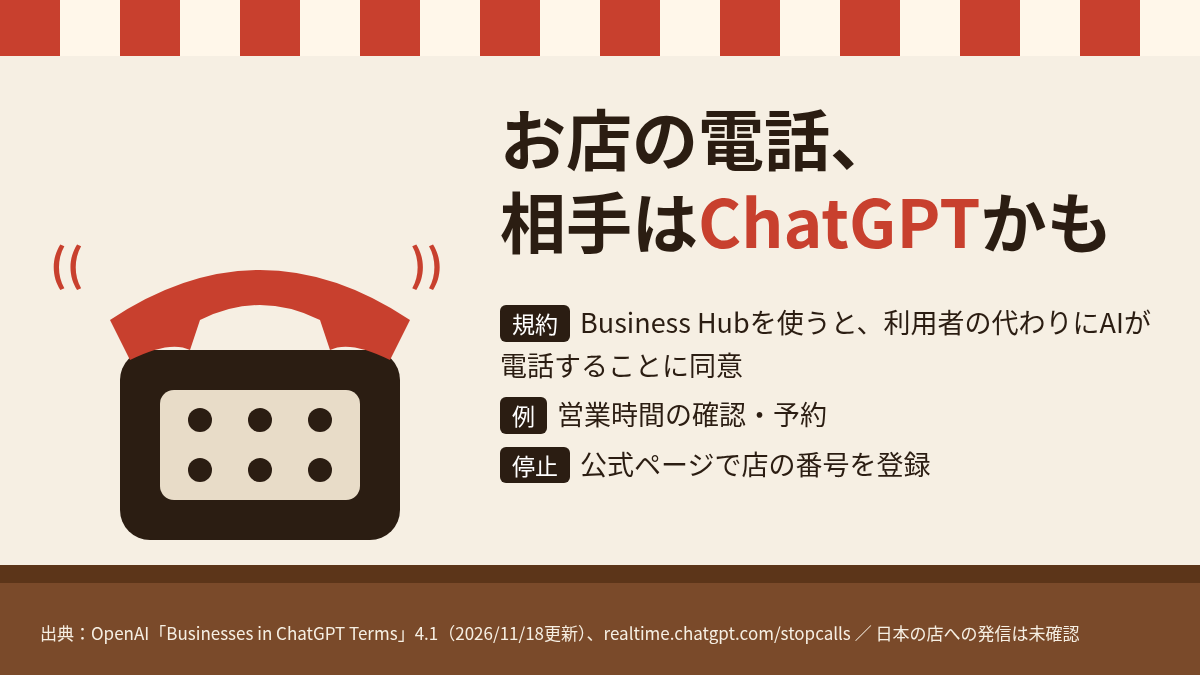 お店の電話、
相手はChatGPTかも
規約 Business Hubを使うと、利用者の代わりにAIが
電話することに同意
例 営業時間の確認・予約
停止 公式ページで店の番号を登録
出典：OpenAI「Businesses in ChatGPT Terms」4.1（2026/11/18更新）、realtime.chatgpt.com/stopcalls ／ 日本の店への発信は未確認